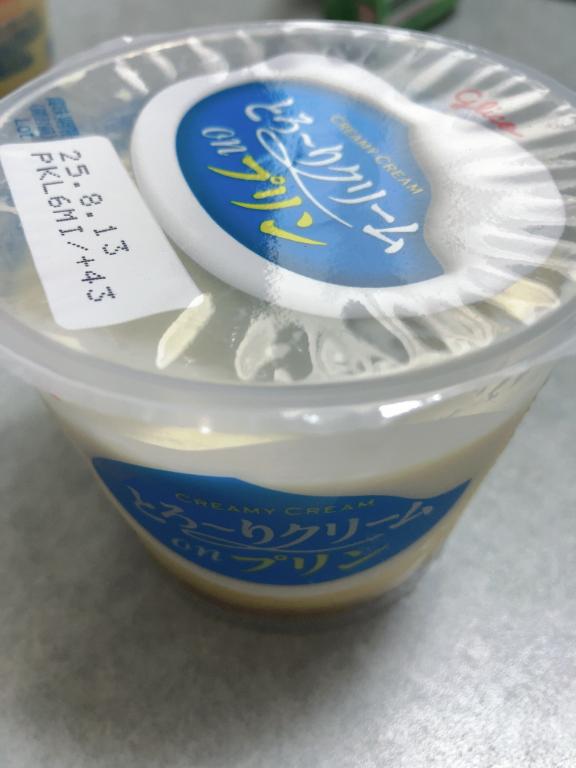 Glico
CREAMY CREAM
とろ〜りクリーム
on プリン
25.8.13
PKL6MI/+43
CREAMY CREAM
とろ〜りクリーム
on プリン